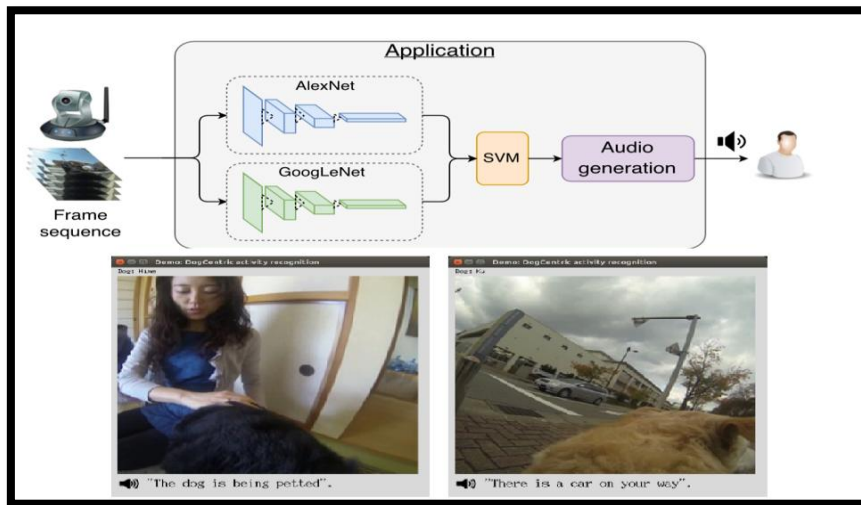 Application
AlexNet
GoogLeNet
SVM
Audio
generation
Frame
sequence
Demo: DogCentric activity recognition
Demo: DogCentric activity recognition
"The dog is being petted".
"There is a car on your way".